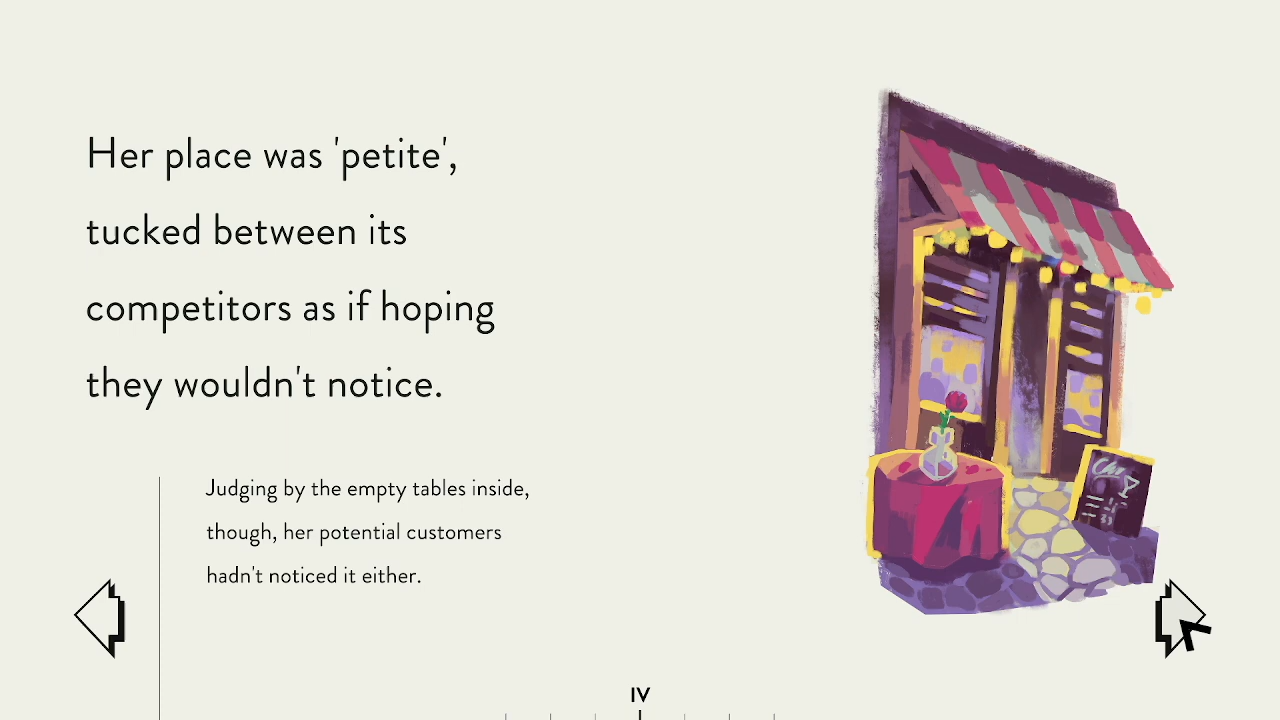 Her place was 'petite',
tucked between its
competitors as if hoping
they wouldn't notice.
Judging by the empty tables inside,
though, her potential customers
hadn't noticed it either.
IV